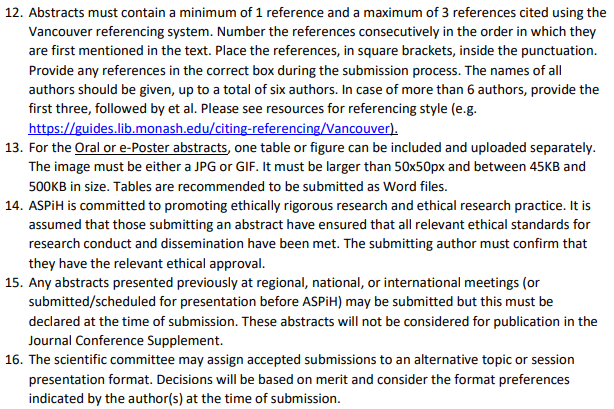 12. Abstracts must contain a minimum of 1 reference and a maximum of 3 references cited using the
Vancouver referencing system. Number the references consecutively in the order in which they
are first mentioned in the text. Place the references, in square brackets, inside the punctuation.
Provide any references in the correct box during the submission process. The names of all
authors should be given, up to a total of six authors. In case of more than 6 authors, provide the
first three, followed by et al. Please see resources for referencing style (e.g.
https://guides.lib.monash.edu/citing-referencing/Vancouver).
13. For the Oral or e-Poster abstracts, one table or figure can be included and uploaded separately.
The image must be either a JPG or GIF. It must be larger than 50x50px and between 45KB and
500KB in size. Tables are recommended to be submitted as Word files.
14. ASPiH is committed to promoting ethically rigorous research and ethical research practice. It is
assumed that those submitting an abstract have ensured that all relevant ethical standards for
research conduct and dissemination have been met. The submitting author must confirm that
they have the relevant ethical approval.
15. Any abstracts presented previously at regional, national, or international meetings (or
submitted/scheduled for presentation before ASPiH) may be submitted but this must be
declared at the time of submission. These abstracts will not be considered for publication in the
Journal Conference Supplement.
16. The scientific committee may assign accepted submissions to an alternative topic or session
presentation format. Decisions will be based on merit and consider the format preferences
indicated by the author(s) at the time of submission.